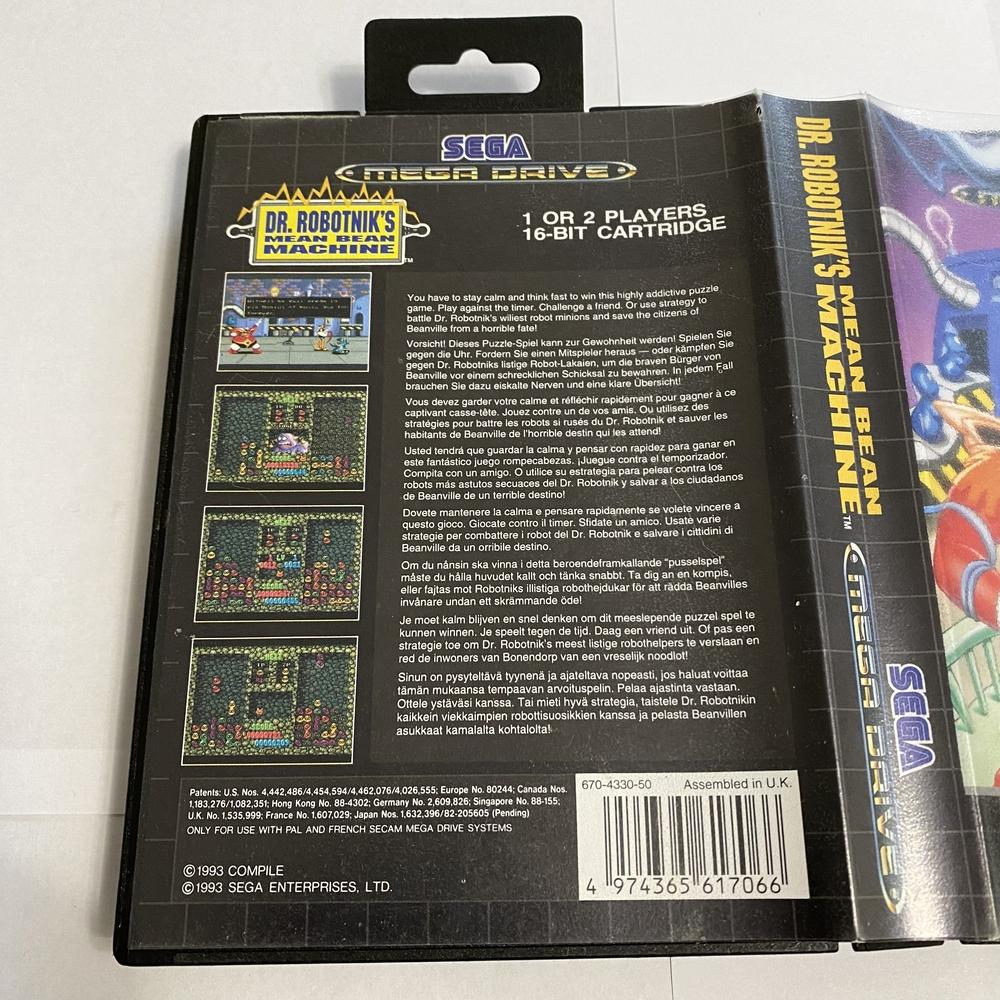 SEGA
MEGA DRIVE
DR. ROBOTNIK'S
MEAN BEAN
MACHINE™
1 OR 2 PLAYERS
16-BIT CARTRIDGE
You have to stay calm and think fast to win this highly addictive puzzle
game. Play against the timer. Challenge a friend. Or use strategy to
battle Dr. Robotnik's wiliest robot minions and save the citizens of
Beanville from a horrible fate!
Vorsicht! Dieses Puzzle-Spiel kann zur Gewohnheit werden! Spielen Sie
gegen die Uhr. Fordern Sie einen Mitspieler heraus — oder kämpfen Sie
gegen Dr. Robotniks listige Robot-Lakaien, um die braven Bürger von
Beanville vor einem schrecklichen Schicksal zu bewahren. In jedem Fall
brauchen Sie dazu eiskalte Nerven und eine klare Übersicht!
Vous devez garder votre calme et réfléchir rapidement pour gagner à ce
captivant casse-tête. Jouez contre un de vos amis. Ou utilisez des
stratégies pour battre les robots si rusés du Dr. Robotnik et sauver les
habitants de Beanville de l'horrible destin qui les attend!
Usted tendrá que guardar la calma y pensar con rapidez para ganar en
este fantástico juego rompecabezas. ¡Juegue contra el temporizador.
Compita con un amigo. O utilice su estrategia para pelear contra los
robots más astutos secuaces del Dr. Robotnik y salvar a los ciudadanos
de Beanville de un terrible destino!
Dovete mantenere la calma e pensare rapidamente se volete vincere a
questo gioco. Giocate contro il timer. Sfidate un amico. Usate varie
strategie per combattere i robot del Dr. Robotnik e salvare i cittidini di
Beanville da un orribile destino.
Om du nånsin ska vinna i detta beroendeframkallande "pusselspel"
måste du hålla huvudet kallt och tänka snabbt. Ta dig an en kompis,
eller fajtas mot Robotniks illistiga robothejdukar för att rädda Beanvilles
invånare undan ett skrämmande öde!
Je moet kalm blijven en snel denken om dit meeslepende puzzel spel te
kunnen winnen. Je speelt tegen de tijd. Daag een vriend uit. Of pas een
strategie toe om Dr. Robotnik's meest listige robothelpers te verslaan en
red de inwoners van Bonendorp van een vreselijk noodlot!
Sinun on pysyteltävä tyynenä ja ajateltava nopeasti, jos haluat voittaa
tämän mukaansa tempaavan arvoituspelin. Pelaa ajastinta vastaan.
Ottele ystäväsi kanssa. Tai mieti hyvä strategia, taistele Dr. Robotnikin
kaikkein viekkaimpien robottisuosikkien kanssa ja pelasta Beanvillen
asukkaat kamalalta kohtalolta!
Patents: U.S. Nos. 4,442,486/4,454,594/4,462,076/4,026,555; Europe No. 80244; Canada Nos.
1,183,276/1,082,351; Hong Kong No. 88-4302; Germany No. 2,609,826; Singapore No. 88-155;
U.K. No. 1,535,999; France No. 1,607,029; Japan Nos. 1,632,396/82-205605 (Pending)
ONLY FOR USE WITH PAL AND FRENCH SECAM MEGA DRIVE SYSTEMS
©1993 COMPILE
©1993 SEGA ENTERPRISES, LTD.
670-4330-50 Assembled in U.K.
4 974365 617066
DR. ROBOTNIK'S MEAN BEAN
MACHINE™
MEGA DRIVE
SEGA